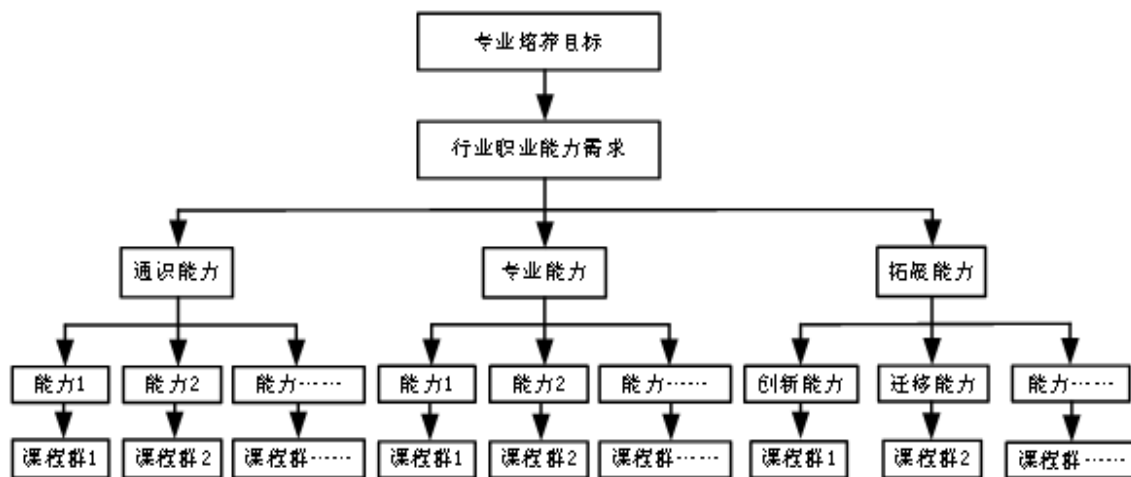 专业培养目标
行业职业能力需求
通识能力
专业能力
拓展能力
能力1
能力2
能力……
能力1
能力2
能力……
创新能力
迁移能力
能力……
课程群1
课程群2
课程群……
课程群1
课程群2
课程群……
课程群1
课程群2
课程群……